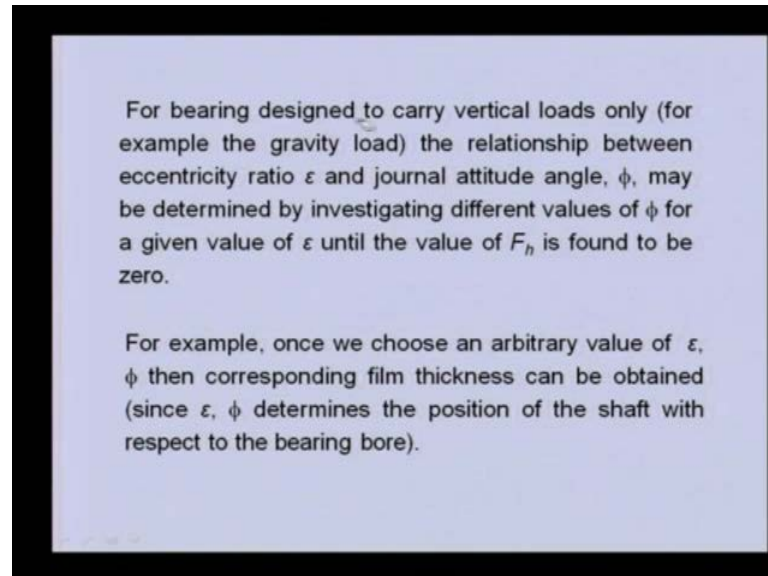 For bearing designed to carry vertical loads only (for
example the gravity load) the relationship between
eccentricity ratio ε and journal attitude angle, ϕ, may
be determined by investigating different values of ϕ for
a given value of ε until the value of Fh is found to be
zero.
For example, once we choose an arbitrary value of ε,
ϕ then corresponding film thickness can be obtained
(since ε, ϕ determines the position of the shaft with
respect to the bearing bore).